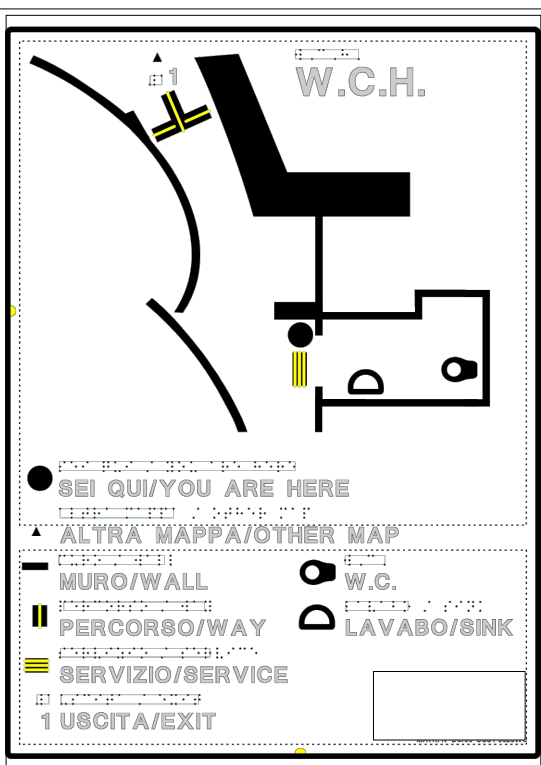 W.C.H.
1
SEI QUI/YOU ARE HERE
ALTRA MAPPA/OTHER MAP
MURO/WALL
W.C.
PERCORSO/WAY
LAVABO/SINK
SERVIZIO/SERVICE
1 USCITA/EXIT